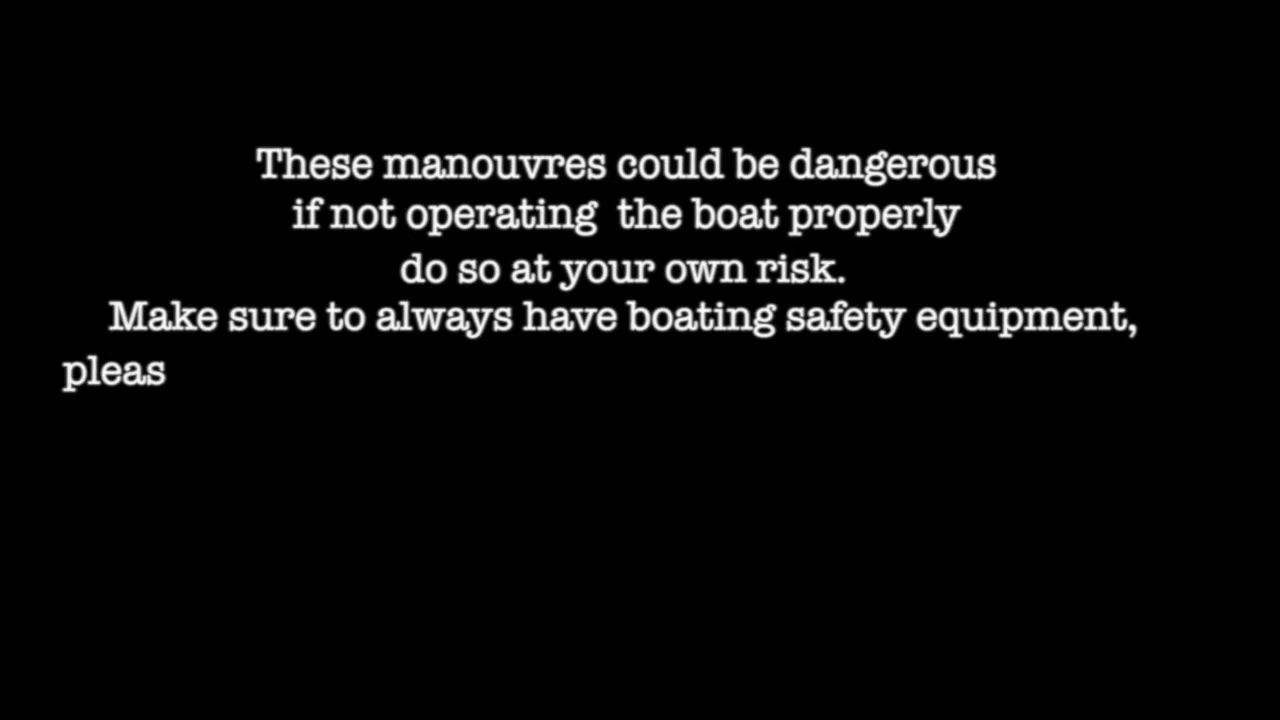 These manouvres could be dangerous
if not operating  the boat properly
do so at your own risk.
Make sure to always have boating safety equipment,
pleas